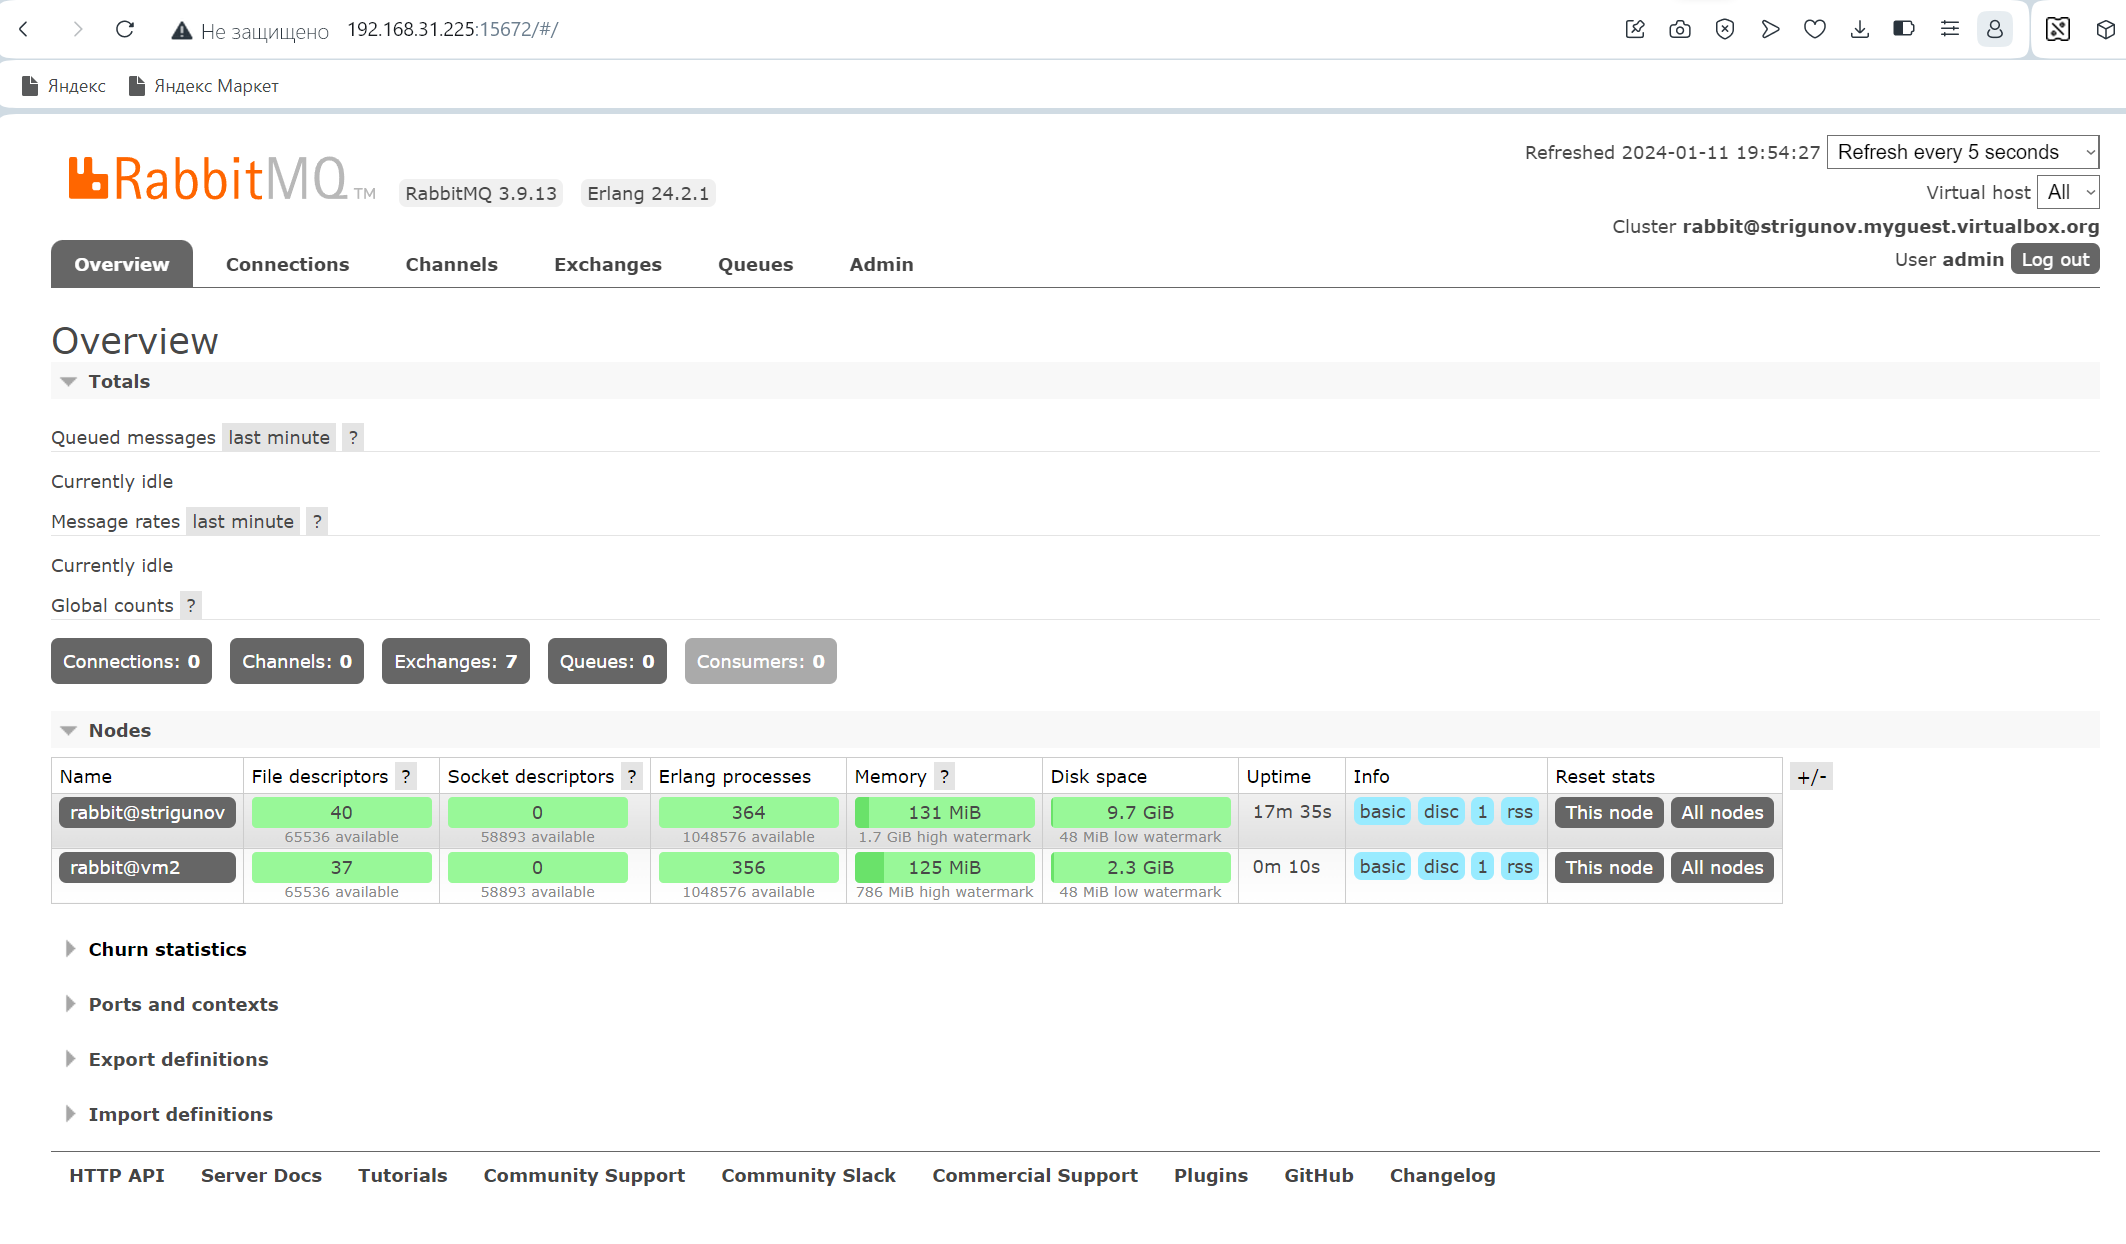 Не защищено 192.168.31.225:15672/#/
Яндекс Яндекс Маркет
RabbitMQ TM RabbitMQ 3.9.13 Erlang 24.2.1
Refreshed 2024-01-11 19:54:27 Refresh every 5 seconds
Virtual host All
Cluster rabbit@strigunov.myguest.virtualbox.org
User admin Log out
Overview Connections Channels Exchanges Queues Admin
Overview
Totals
Queued messages last minute ?
Currently idle
Message rates last minute ?
Currently idle
Global counts ?
Connections: 0 Channels: 0 Exchanges: 7 Queues: 0 Consumers: 0
Nodes
Name File descriptors ? Socket descriptors ? Erlang processes Memory ? Disk space Uptime Info Reset stats +/-
rabbit@strigunov 40 0 364 131 MiB 9.7 GiB 17m 35s basic disc 1 rss This node All nodes
65536 available 58893 available 1048576 available 1.7 GiB high watermark 48 MiB low watermark
rabbit@vm2 37 0 356 125 MiB 2.3 GiB 0m 10s basic disc 1 rss This node All nodes
65536 available 58893 available 1048576 available 786 MiB high watermark 48 MiB low watermark
Churn statistics
Ports and contexts
Export definitions
Import definitions
HTTP API Server Docs Tutorials Community Support Community Slack Commercial Support Plugins GitHub Changelog